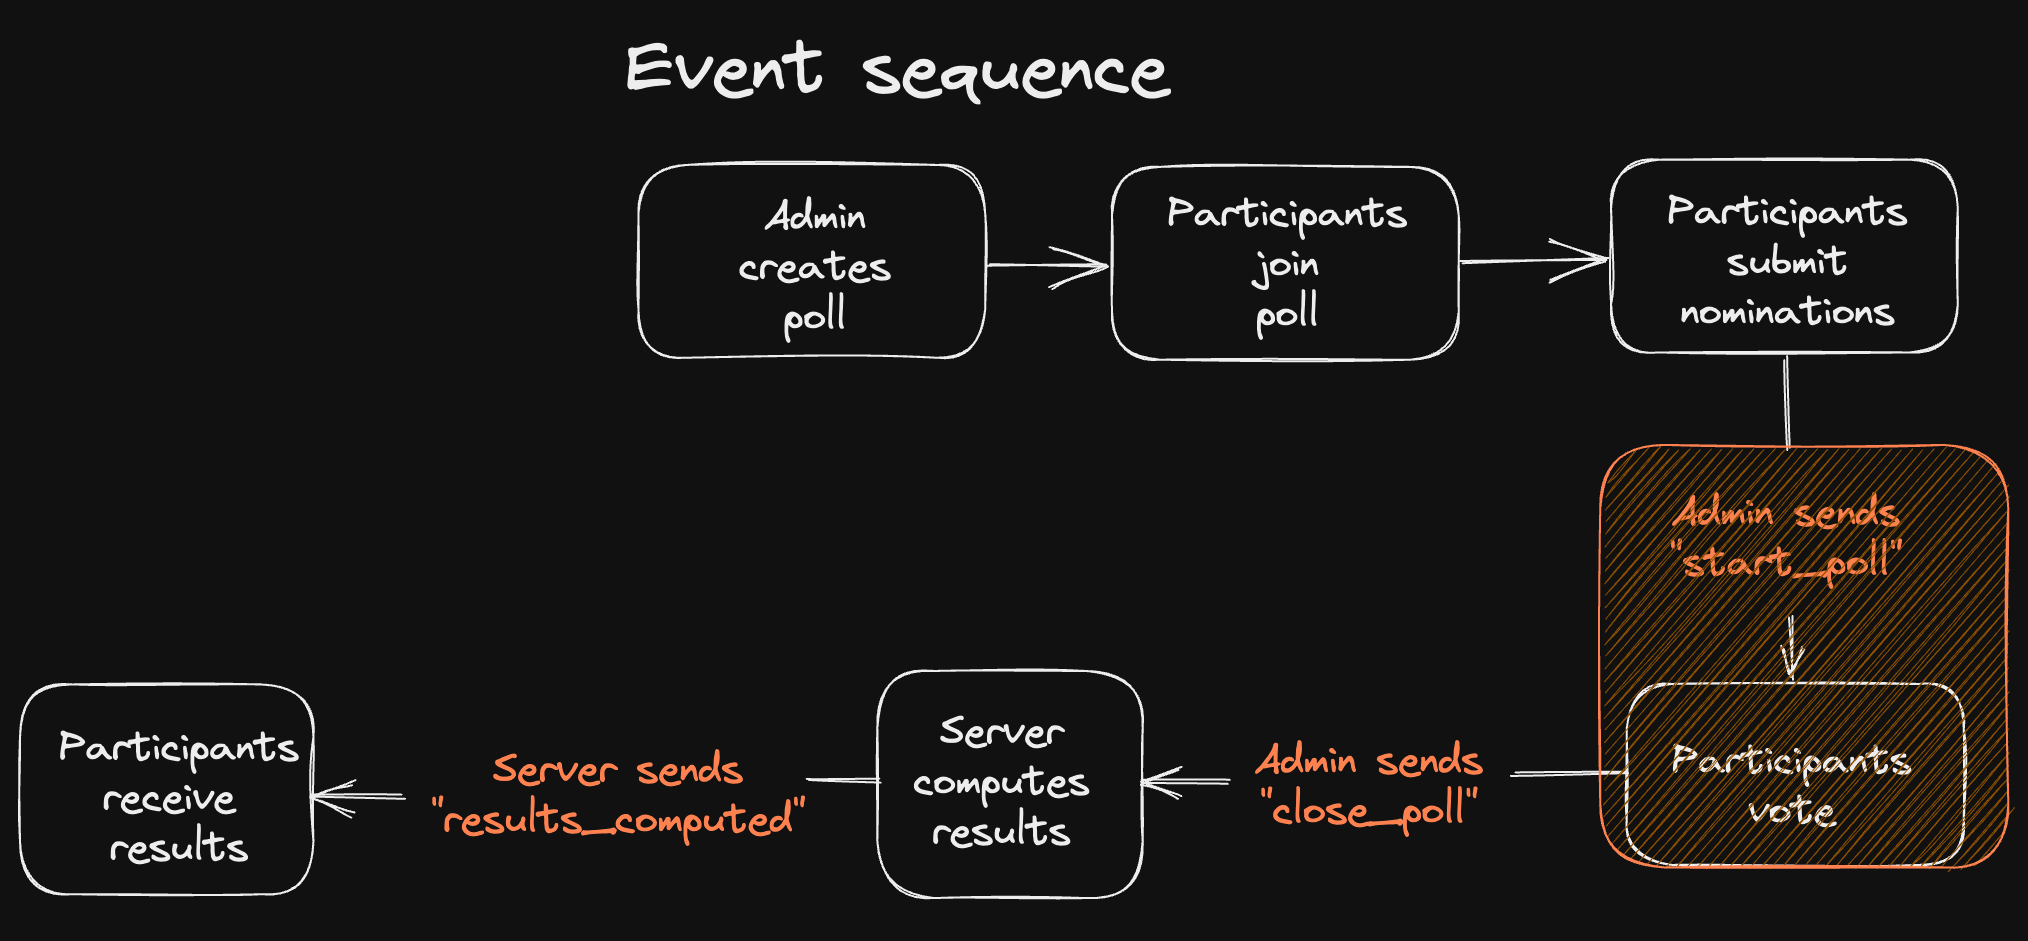 Event sequence
Admin
creates
poll
Participants
join
poll
Participants
submit
nominations
Admin sends
"start_poll"
Participants
vote
Admin sends
"close_poll"
Server
computes
results
Server sends
"results_computed"
Participants
receive
results